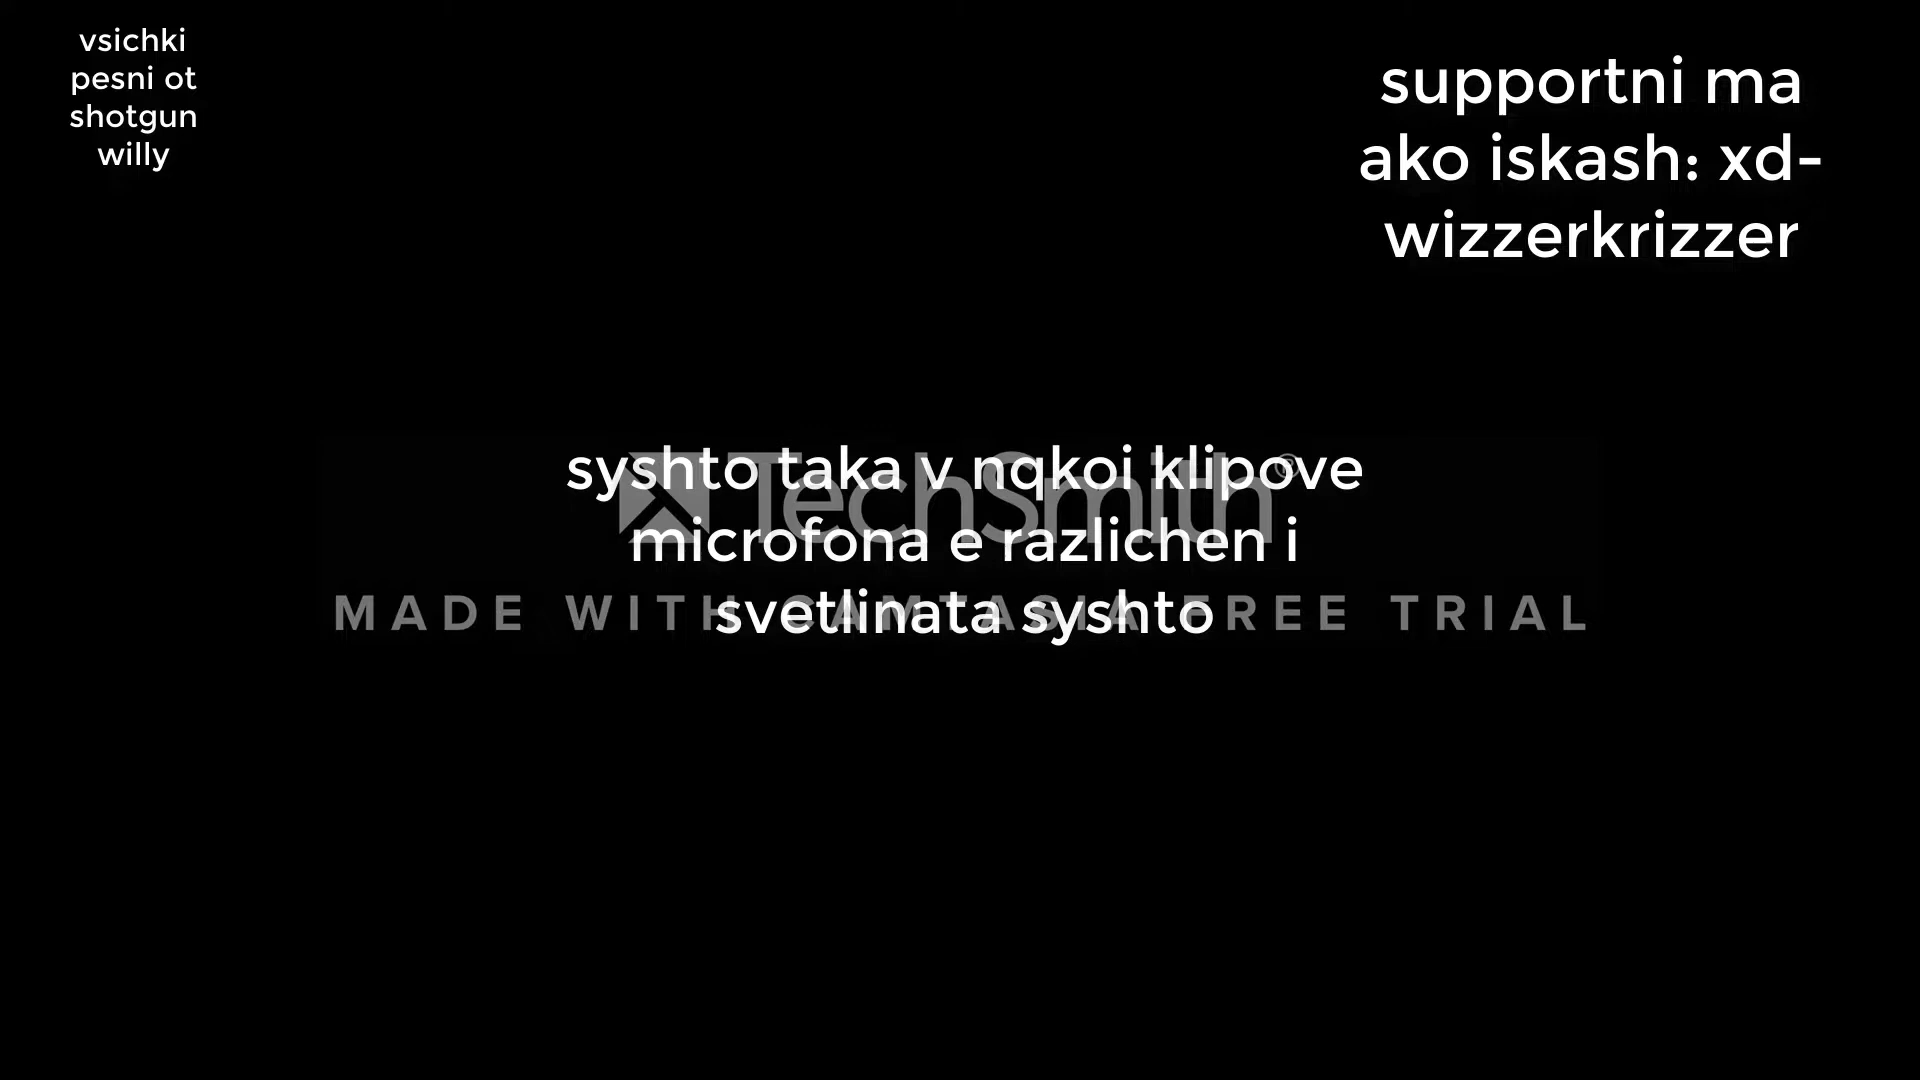 vsichki
pesni ot
shotgun
willy
supportni ma
ako iskash: xd-
wizzerkrizzer
syshto taka v nqkoi klipove
microfona e razlichen i
svetlinata syshto
TechSmith®
MADE WITH CAMTASIA FREE TRIAL